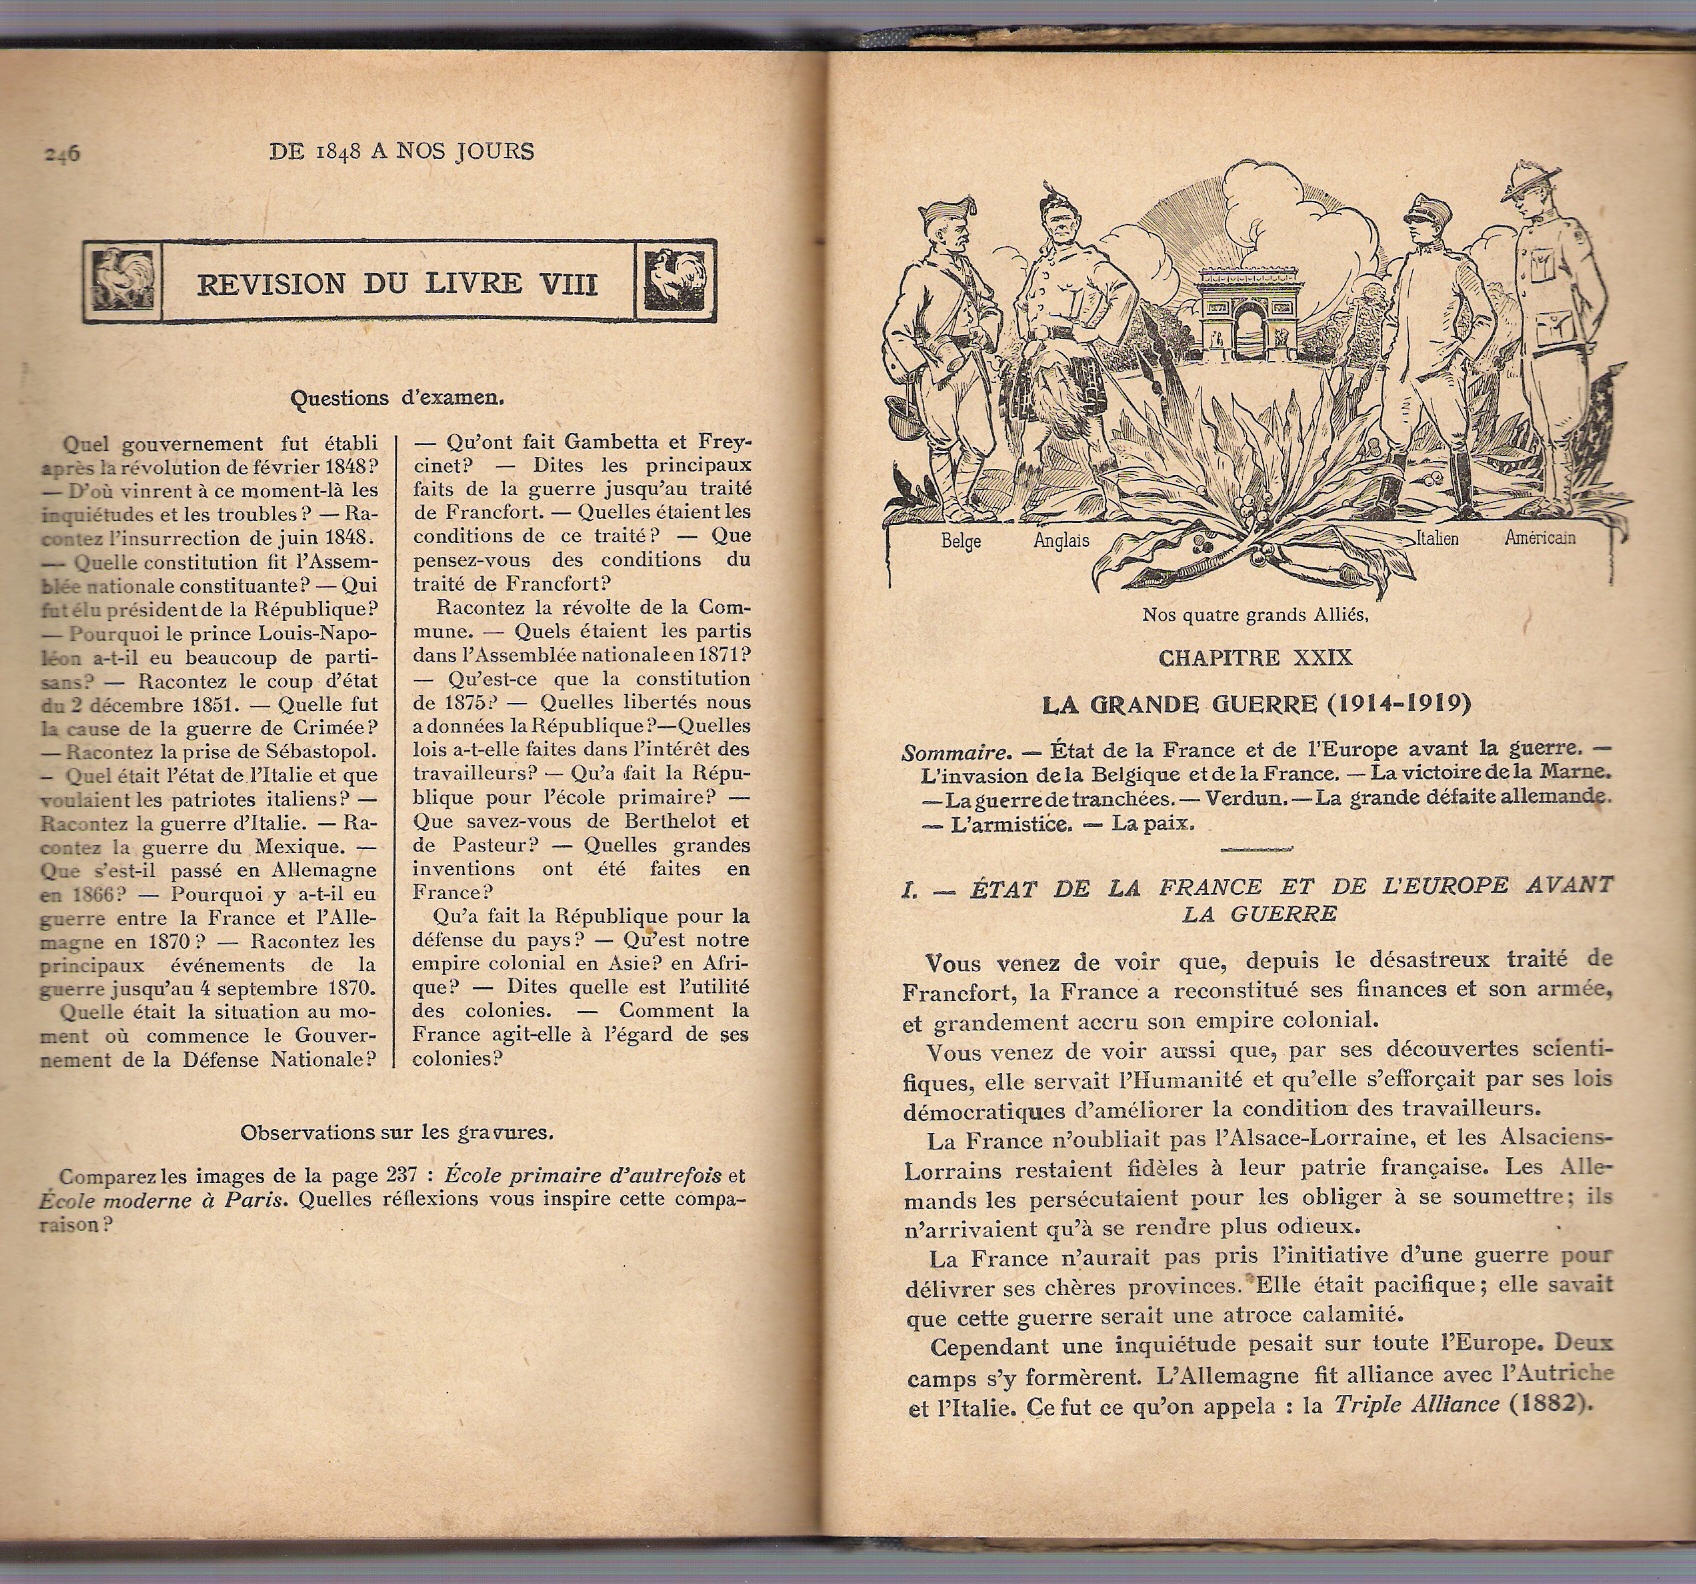 246
DE 1848 A NOS JOURS
REVISION DU LIVRE VIII
Questions d'examen.
Quel gouvernement fut établi
après la révolution de février 1848?
— D'où vinrent à ce moment-là les
inquiétudes et les troubles? — Ra-
contez l'insurrection de juin 1848.
— Quelle constitution fit l'Assem-
blée nationale constituante? — Qui
fut élu président de la République?
— Pourquoi le prince Louis-Napo-
léon a-t-il eu beaucoup de parti-
sans? — Racontez le coup d'état
du 2 décembre 1851. — Quelle fut
la cause de la guerre de Crimée?
— Racontez la prise de Sébastopol.
— Quel était l'état de l'Italie et que
voulaient les patriotes italiens? —
Racontez la guerre d'Italie. — Ra-
contez la guerre du Mexique. —
Que s'est-il passé en Allemagne
en 1866? — Pourquoi y a-t-il eu
guerre entre la France et l'Alle-
magne en 1870? — Racontez les
principaux événements de la
guerre jusqu'au 4 septembre 1870.
Quelle était la situation au mo-
ment où commence le Gouver-
nement de la Défense Nationale?
— Qu'ont fait Gambetta et Frey-
cinet? — Dites les principaux
faits de la guerre jusqu'au traité
de Francfort. — Quelles étaient les
conditions de ce traité? — Que
pensez-vous des conditions du
traité de Francfort?
Racontez la révolte de la Com-
mune. — Quels étaient les partis
dans l'Assemblée nationale en 1871?
— Qu'est-ce que la constitution
de 1875? — Quelles libertés nous
a données la République? — Quelles
lois a-t-elle faites dans l'intérêt des
travailleurs? — Qu'a fait la Répu-
blique pour l'école primaire? —
Que savez-vous de Berthelot et
de Pasteur? — Quelles grandes
inventions ont été faites en
France?
Qu'a fait la République pour la
défense du pays? — Qu'est notre
empire colonial en Asie? en Afri-
que? — Dites quelle est l'utilité
des colonies. — Comment la
France agit-elle à l'égard de ses
colonies?
Observations sur les gravures.
Comparez les images de la page 237 : École primaire d'autrefois et
École moderne à Paris. Quelles réflexions vous inspire cette compa-
raison?
Belge Anglais Italien Américain
Nos quatre grands Alliés,
CHAPITRE XXIX
LA GRANDE GUERRE (1914-1919)
Sommaire. — État de la France et de l'Europe avant la guerre. —
L'invasion de la Belgique et de la France. — La victoire de la Marne.
— La guerre de tranchées. — Verdun. — La grande défaite allemande.
— L'armistice. — La paix.
I. — ÉTAT DE LA FRANCE ET DE L'EUROPE AVANT
LA GUERRE
Vous venez de voir que, depuis le désastreux traité de
Francfort, la France a reconstitué ses finances et son armée,
et grandement accru son empire colonial.
Vous venez de voir aussi que, par ses découvertes scienti-
fiques, elle servait l'Humanité et qu'elle s'efforçait par ses lois
démocratiques d'améliorer la condition des travailleurs.
La France n'oubliait pas l'Alsace-Lorraine, et les Alsaciens-
Lorrains restaient fidèles à leur patrie française. Les Alle-
mands les persécutaient pour les obliger à se soumettre; ils
n'arrivaient qu'à se rendre plus odieux.
La France n'aurait pas pris l'initiative d'une guerre pour
délivrer ses chères provinces. Elle était pacifique; elle savait
que cette guerre serait une atroce calamité.
Cependant une inquiétude pesait sur toute l'Europe. Deux
camps s'y formèrent. L'Allemagne fit alliance avec l'Autriche
et l'Italie. Ce fut ce qu'on appela : la Triple Alliance (1882).